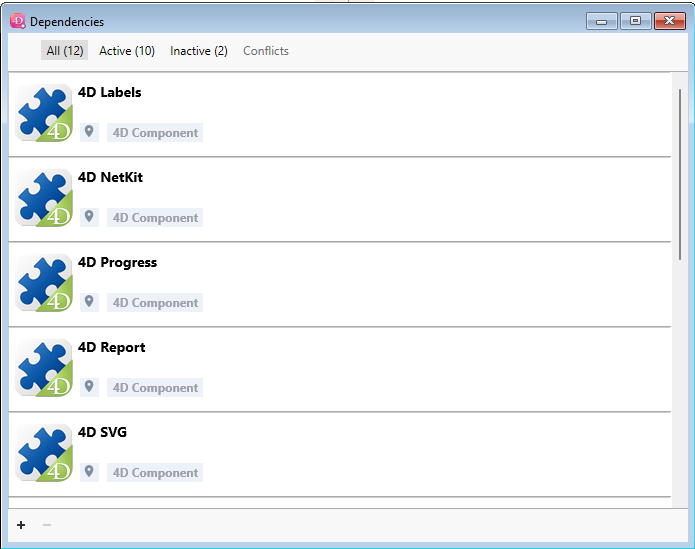 Dependencies
All (12) Active (10) Inactive (2) Conflicts
4D Labels
4D Component
4D NetKit
4D Component
4D Progress
4D Component
4D Report
4D Component
4D SVG
4D Component